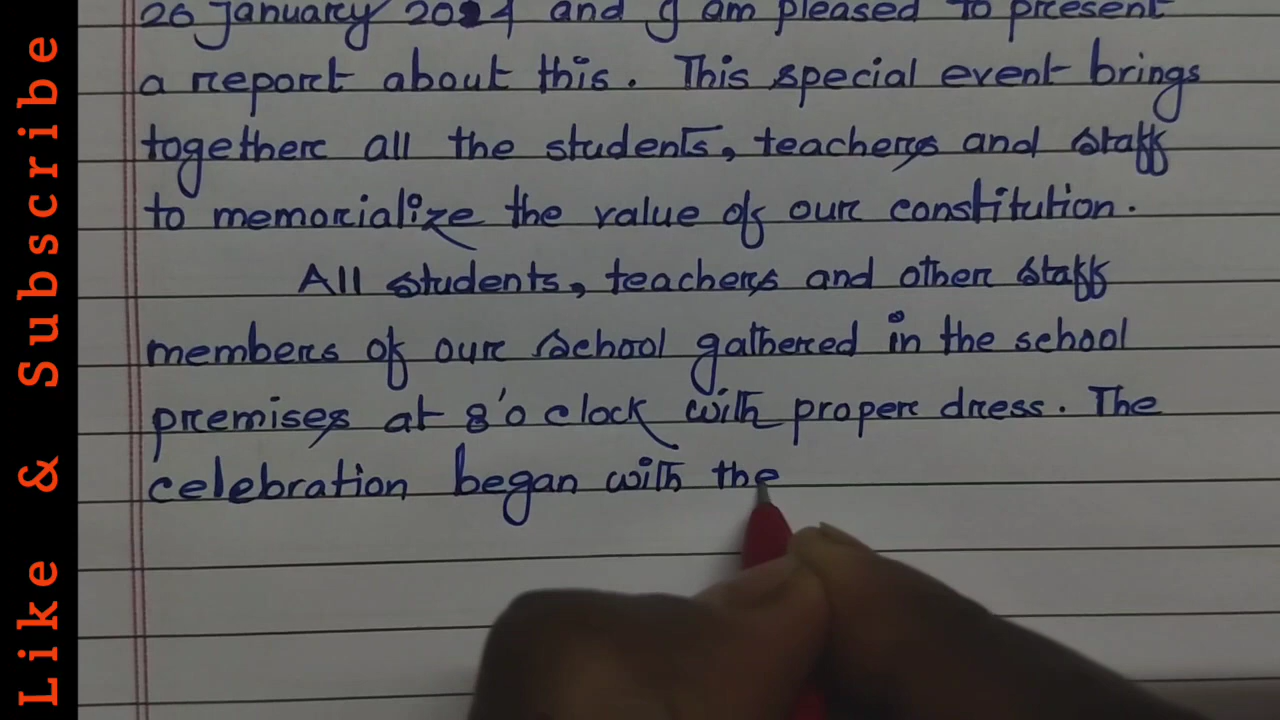 26 January 2024 and I am pleased to present
a report about this. This special event brings
together all the students, teachers and staff
to memorialize the value of our constitution.
All students, teachers and other staff
members of our school gathered in the school
premises at 8'o clock with proper dress. The
celebration began with the
Like & Subscribe